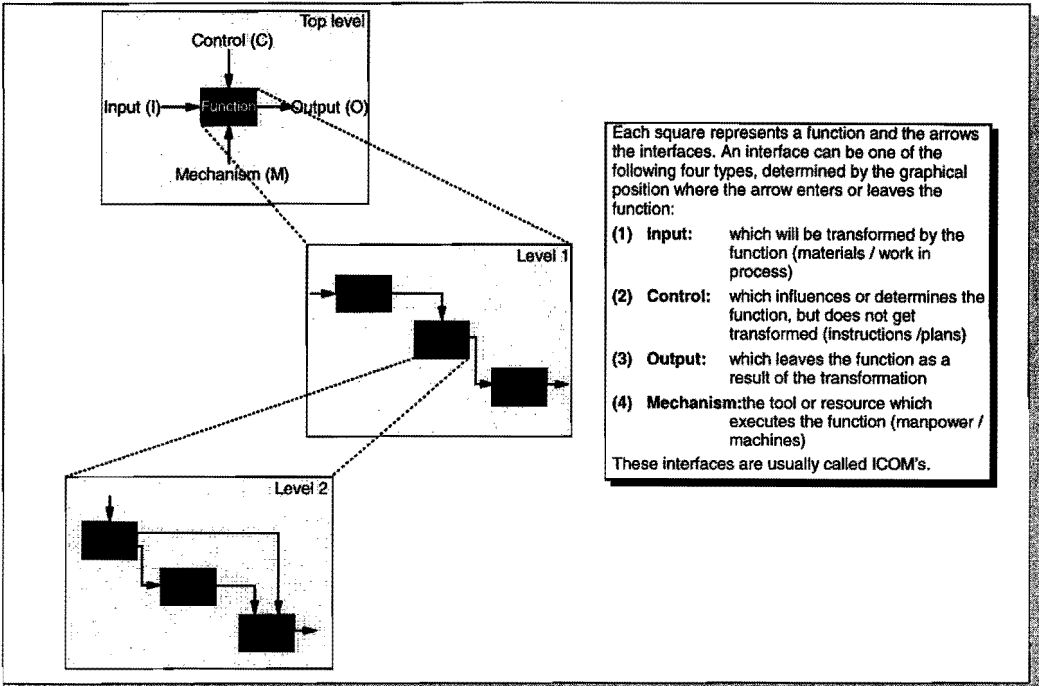 Top level
Control (C)
Input (I)
Function
Output (O)
Mechanism (M)
Level 1
Level 2
Each square represents a function and the arrows
the interfaces. An interface can be one of the
following four types, determined by the graphical
position where the arrow enters or leaves the
function:
(1) Input: which will be transformed by the
function (materials / work in
process)
(2) Control: which influences or determines the
function, but does not get
transformed (instructions /plans)
(3) Output: which leaves the function as a
result of the transformation
(4) Mechanism:the tool or resource which
executes the function (manpower /
machines)
These interfaces are usually called ICOM's.